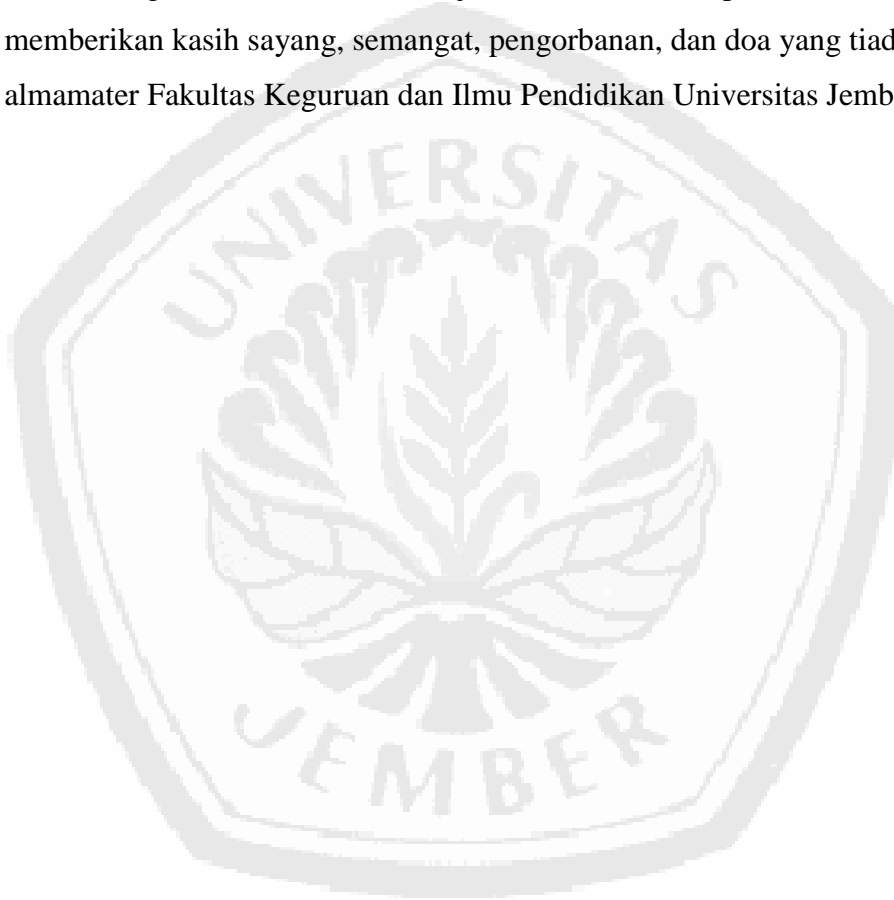 memberikan kasih sayang, semangat, pengorbanan, dan doa yang tiad
almamater Fakultas Keguruan dan Ilmu Pendidikan Universitas Jemb
UNIVERSITAS
JEMBER